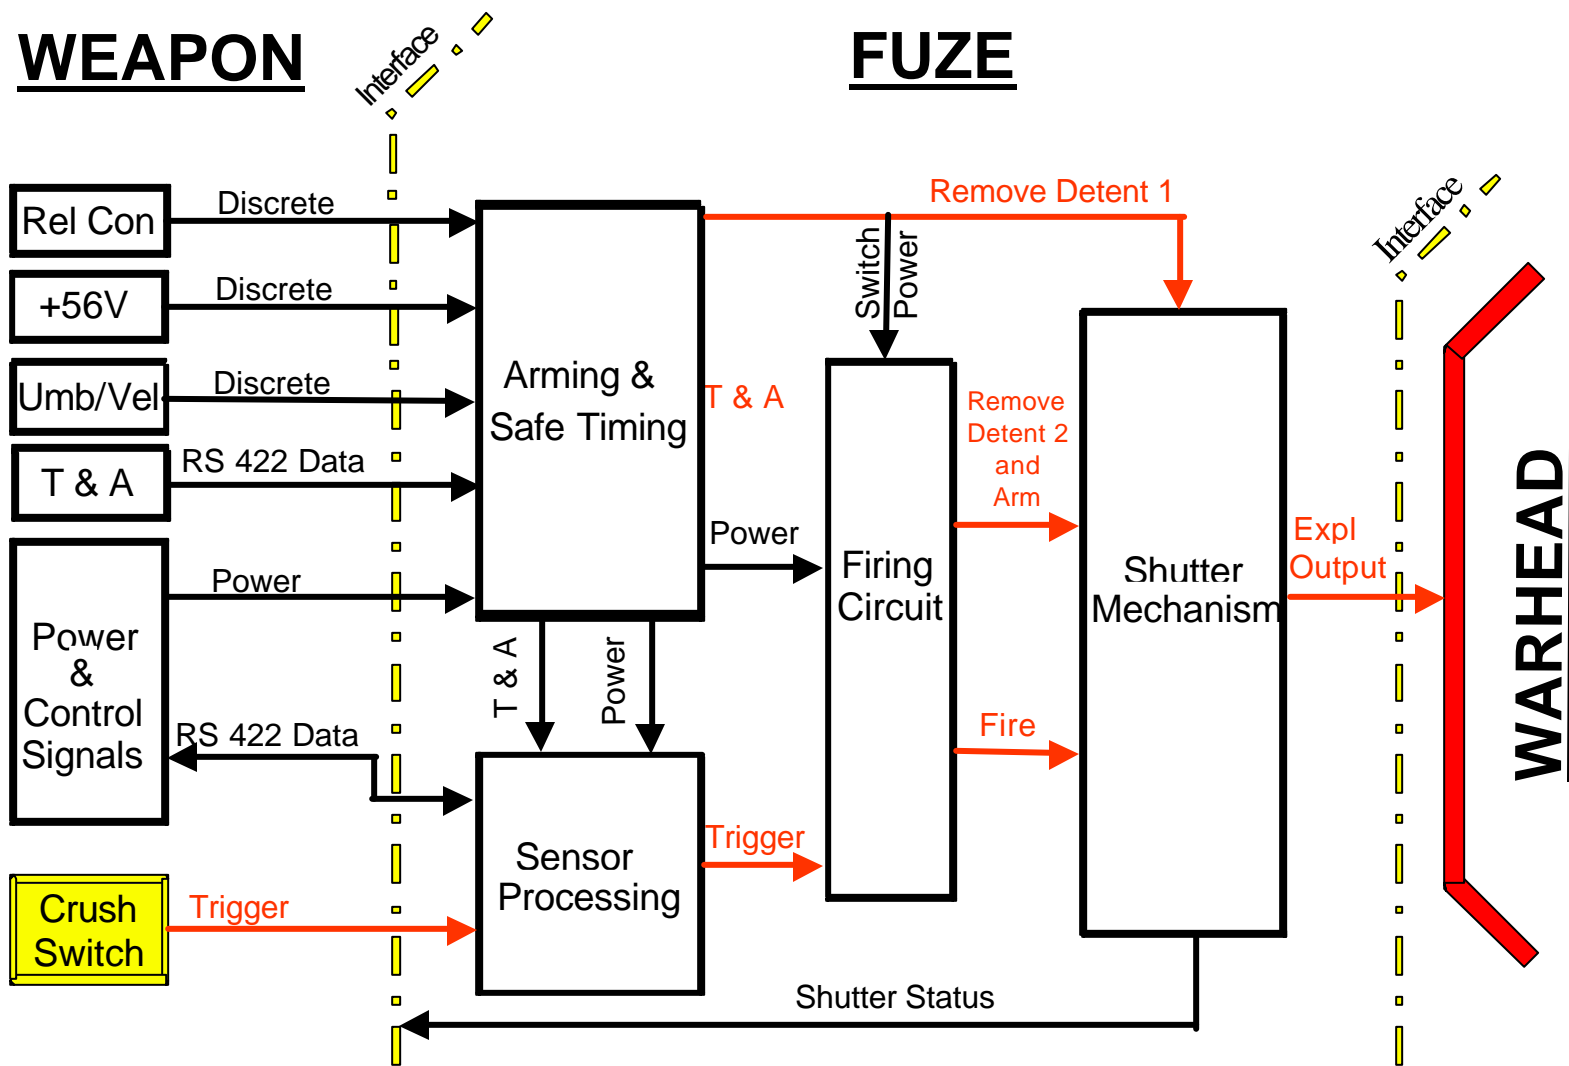 WEAPON
Interface
FUZE
Interface
Rel Con
Discrete
+56V
Discrete
Umb/Vel
Discrete
T & A
RS 422 Data
Power
&
Control
Signals
Power
RS 422 Data
Crush
Switch
Trigger
Arming &
Safe Timing
T & A
Power
Sensor
Processing
Remove Detent 1
Switch
Power
T & A
Power
Trigger
Firing
Circuit
Remove
Detent 2
and
Arm
Fire
Shutter
Mechanism
Expl
Output
Shutter Status
WARHEAD